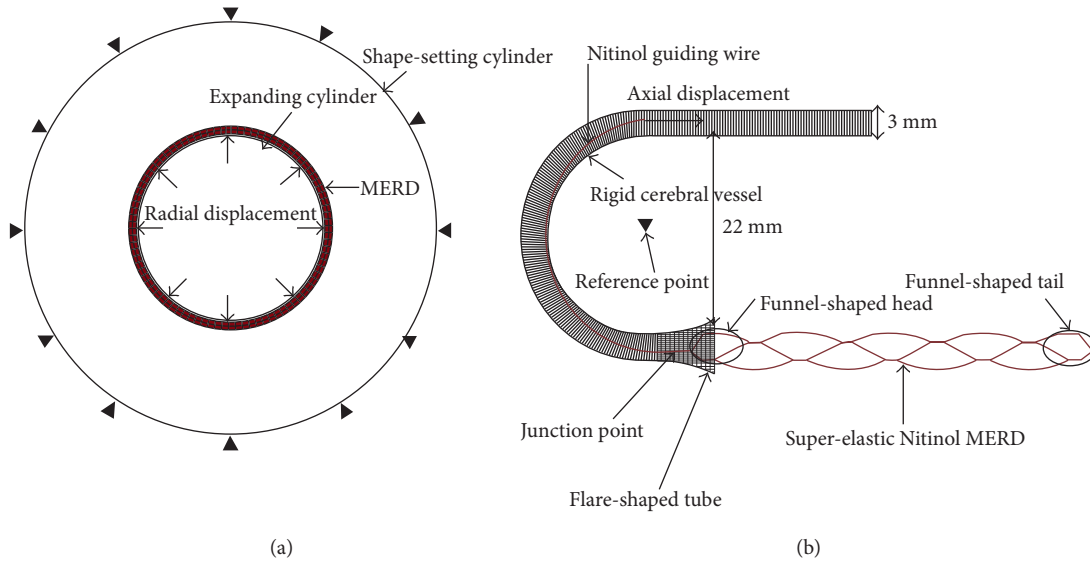 Shape-setting cylinder
Expanding cylinder
MERD
Radial displacement
(a)
Nitinol guiding wire
Axial displacement
3 mm
Rigid cerebral vessel
22 mm
Reference point
Funnel-shaped head
Funnel-shaped tail
Junction point
Super-elastic Nitinol MERD
Flare-shaped tube
(b)